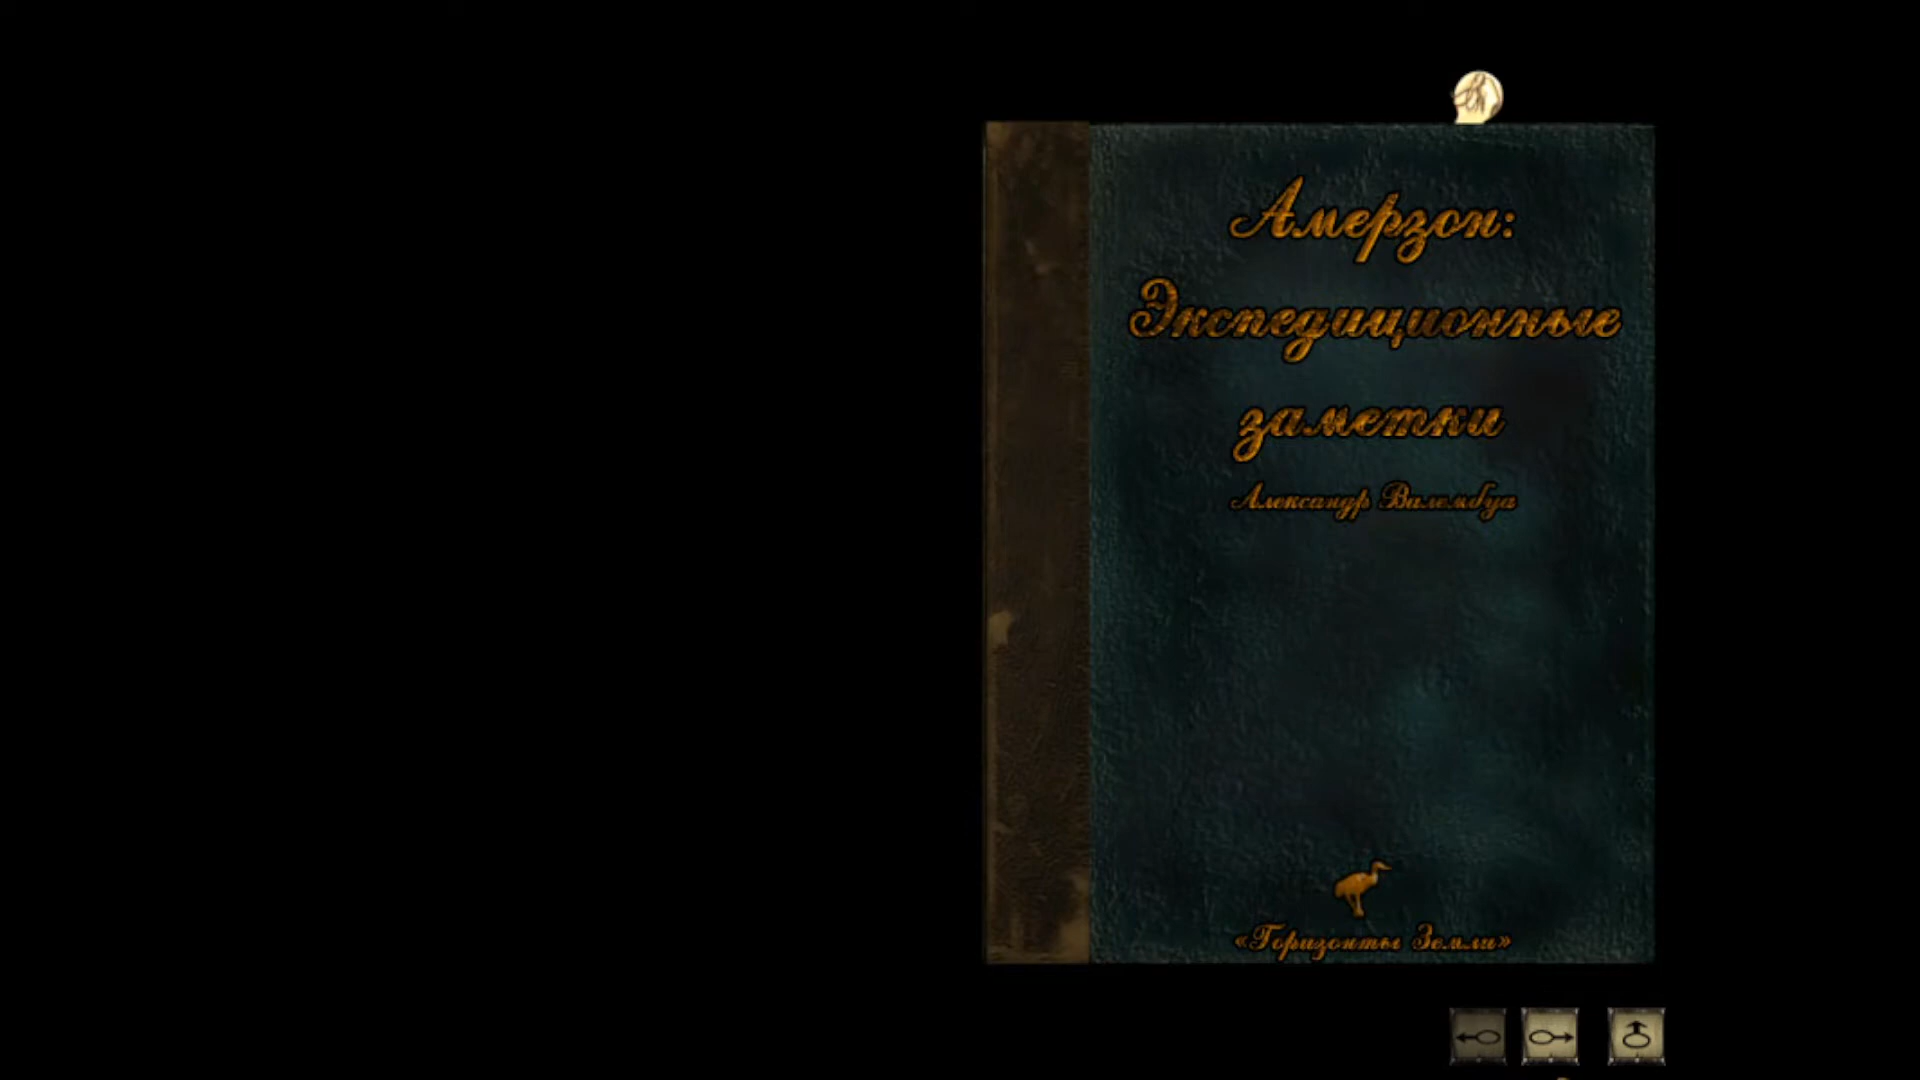 Амерзон:
Экспедиционные
заметки
Александр Валембуа
«Горизонты Земли»